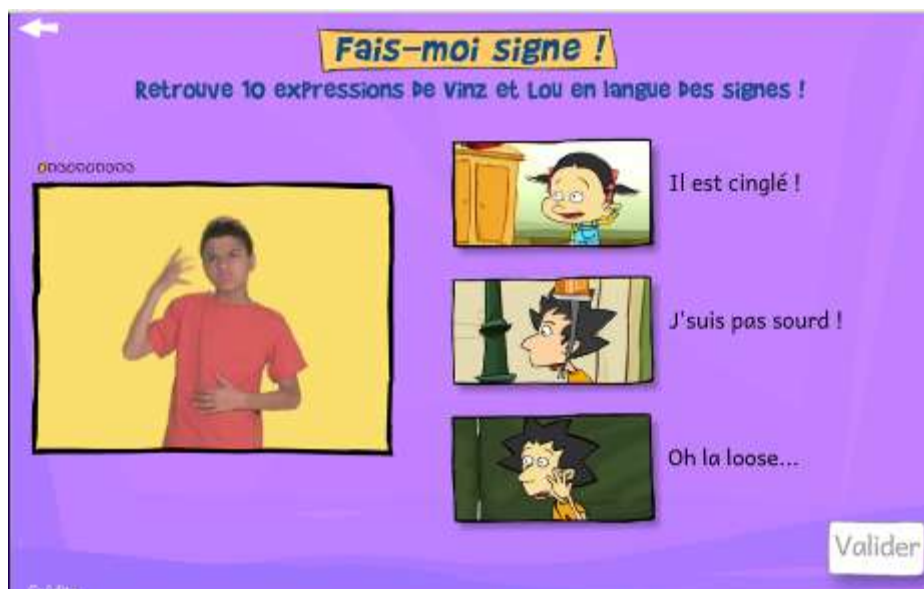 Fais-moi signe !
Retrouve 10 expressions de Vinz et Lou en langue des signes !
Il est cinglé !
J'suis pas sourd !
Oh la loose...
Valider